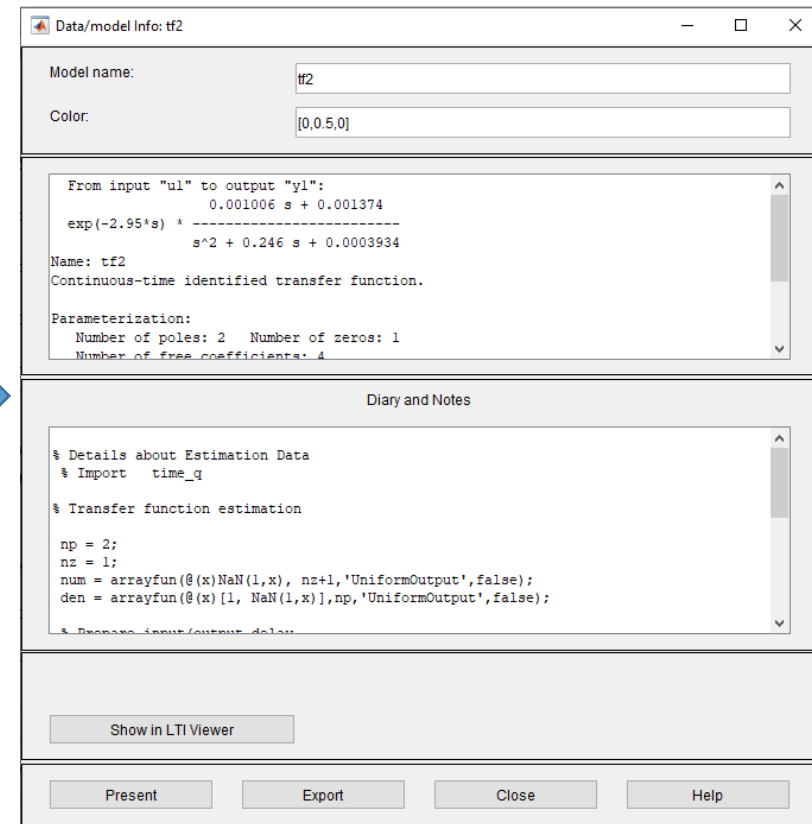 Data/model Info: tf2
Model name:
tf2
Color:
[0,0.5,0]
From input "u1" to output "y1":
0.001006 s + 0.001374
exp(-2.95*s) * --------------------------
s^2 + 0.246 s + 0.0003934
Name: tf2
Continuous-time identified transfer function.
Parameterization:
Number of poles: 2   Number of zeros: 1
Number of free coefficients: 4
Diary and Notes
% Details about Estimation Data
% Import   time_q
% Transfer function estimation
np = 2;
nz = 1;
num = arrayfun(@(x)NaN(1,x), nz+1,'UniformOutput',false);
den = arrayfun(@(x)[1, NaN(1,x)],np,'UniformOutput',false);
% Prepare input/output delay
Show in LTI Viewer
Present
Export
Close
Help